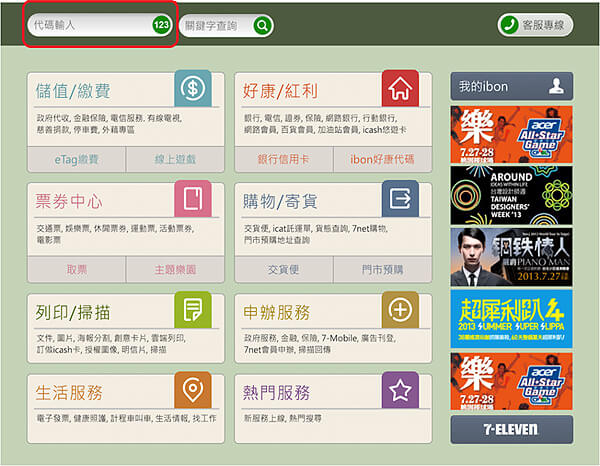 代碼輸入
123
關鍵字查詢
客服專線
儲值/繳費
政府代收, 金融保險, 電信服務, 有線電視,
慈善捐款, 停車費, 外籍專區
eTag繳費
線上遊戲
好康/紅利
銀行, 電信, 證券, 保險, 網路銀行, 行動銀行,
網路會員, 百貨會員, 加油站會員, icash悠遊卡
銀行信用卡
ibon好康代碼
票券中心
交通票, 娛樂票, 休閒票券, 運動票, 活動票券,
電影票
取票
主題樂園
購物/寄貨
交貨便, icat託運單, 貨態查詢, 7net購物,
門市預購地址查詢
交貨便
門市預購
列印/掃描
文件, 圖片, 海報分割, 創意卡片, 雲端列印,
訂做icash卡, 授權圖像, 明信片, 掃描
申辦服務
政府服務, 金融, 保險, 7-Mobile, 廣告刊登,
7net會員申辦, 掃描回傳
生活服務
電子發票, 健康照護, 計程車叫車, 生活情報, 找工作
熱門服務
新服務上線, 熱門搜尋
我的ibon
樂
7.27-28
acer
All-Star
Game
AROUND
IDEAS WITHIN LIFE
台灣設計師週
TAIWAN
DESIGNERS'
WEEK '13
鋼鐵情人
PIANO MAN
2013.7.27
超犀利趴4
2013 SUMMER SUPER SLIPPA
樂
7.27-28
acer
All-Star
Game
7-ELEVEN